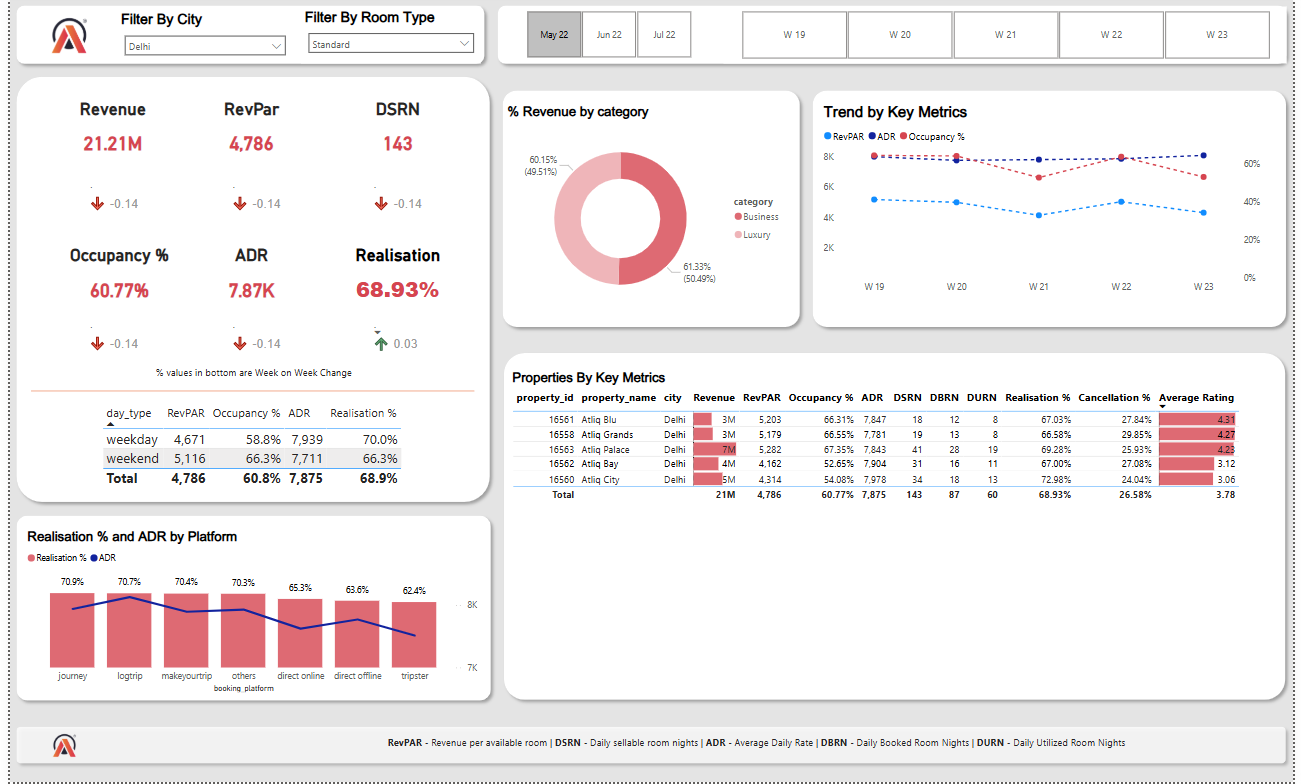 Filter By City
Delhi
Filter By Room Type
Standard
May 22 Jun 22 Jul 22
W 19 W 20 W 21 W 22 W 23
Revenue RevPar DSRN
21.21M 4,786 143
-0.14 -0.14 -0.14
Occupancy % ADR Realisation
60.77% 7.87K 68.93%
-0.14 -0.14 0.03
% values in bottom are Week on Week Change
day_type RevPAR Occupancy % ADR Realisation %
weekday 4,671 58.8% 7,939 70.0%
weekend 5,116 66.3% 7,711 66.3%
Total 4,786 60.8% 7,875 68.9%
% Revenue by category
60.15%
(49.51%)
category
Business
Luxury
61.33%
(50.49%)
Trend by Key Metrics
RevPAR ADR Occupancy %
8K
6K
4K
2K
60%
40%
20%
0%
W 19 W 20 W 21 W 22 W 23
Properties By Key Metrics
property_id property_name city Revenue RevPAR Occupancy % ADR DSRN DBRN DURN Realisation % Cancellation % Average Rating
16561 Atliq Blu Delhi 3M 5,203 66.31% 7,847 18 12 8 67.03% 27.84% 4.31
16558 Atliq Grands Delhi 3M 5,179 66.55% 7,781 19 13 8 66.58% 29.85% 4.27
16563 Atliq Palace Delhi 7M 5,282 67.35% 7,843 41 28 19 69.28% 25.93% 4.23
16562 Atliq Bay Delhi 4M 4,162 52.65% 7,904 31 16 11 67.00% 27.08% 3.12
16560 Atliq City Delhi 5M 4,314 54.08% 7,978 34 18 13 72.98% 24.04% 3.06
Total 21M 4,786 60.77% 7,875 143 87 60 68.93% 26.58% 3.78
Realisation % and ADR by Platform
Realisation % ADR
70.9% 70.7% 70.4% 70.3% 65.3% 63.6% 62.4%
8K
7K
journey logtrip makeyourtrip others direct online direct offline tripster
booking_platform
RevPAR - Revenue per available room | DSRN - Daily sellable room nights | ADR - Average Daily Rate | DBRN - Daily Booked Room Nights | DURN - Daily Utilized Room Nights